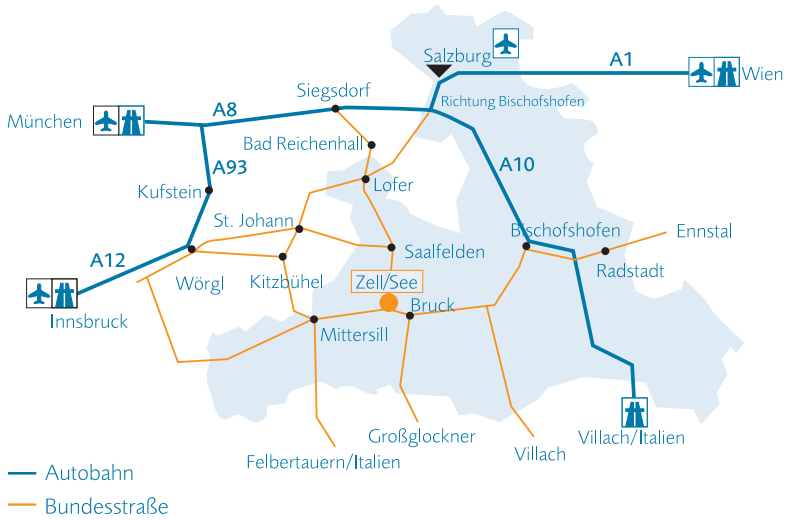 Salzburg
A1
Wien
Siegsdorf
Richtung Bischofshofen
München
A8
Bad Reichenhall
A93
A10
Kufstein
Lofer
St. Johann
Bischofshofen
Ennstal
A12
Saalfelden
Radstadt
Wörgl
Kitzbühel
Zell/See
Innsbruck
Bruck
Mittersill
Großglockner
Villach/Italien
Felbertauern/Italien
Villach
Autobahn
Bundesstraße